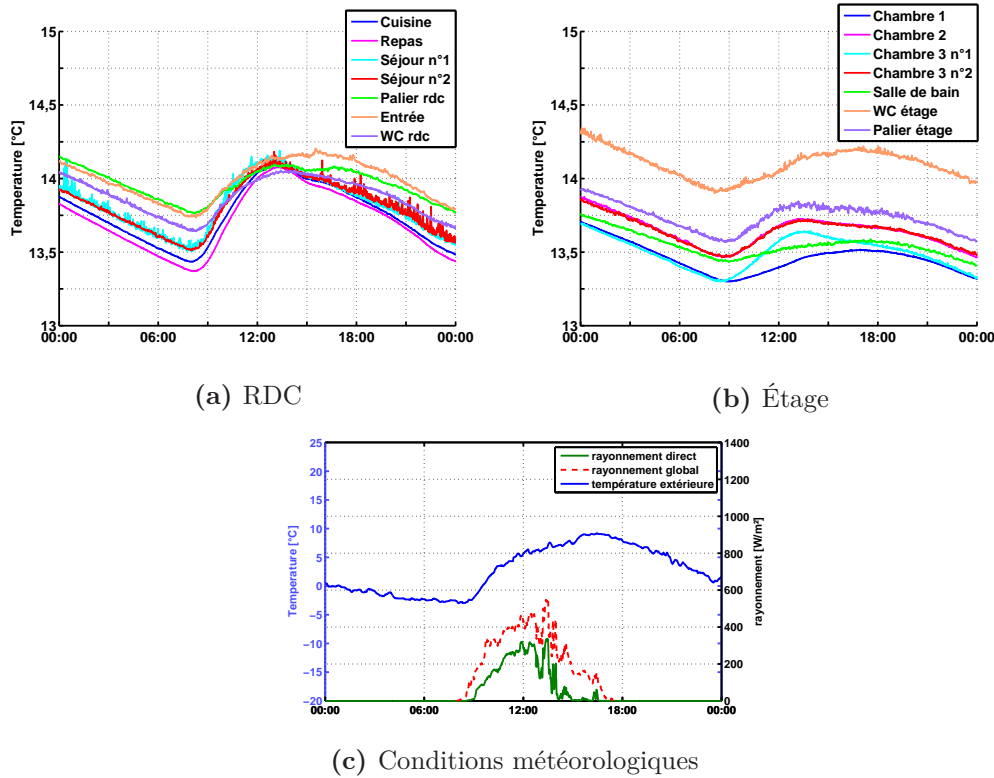 Cuisine
Repas
Séjour n°1
Séjour n°2
Palier rdc
Entrée
WC rdc
15
14,5
14
13,5
13
Temperature [°C]
00:00 06:00 12:00 18:00 00:00
(a) RDC
Chambre 1
Chambre 2
Chambre 3 n°1
Chambre 3 n°2
Salle de bain
WC étage
Palier étage
15
14,5
14
13,5
13
Temperature [°C]
00:00 06:00 12:00 18:00 00:00
(b) Étage
rayonnement direct
rayonnement global
température extérieure
25
20
15
10
5
0
−5
−10
−15
−20
Temperature [°C]
1400
1200
1000
800
600
400
200
0
rayonnement [W/m²]
00:00 06:00 12:00 18:00 00:00
(c) Conditions météorologiques